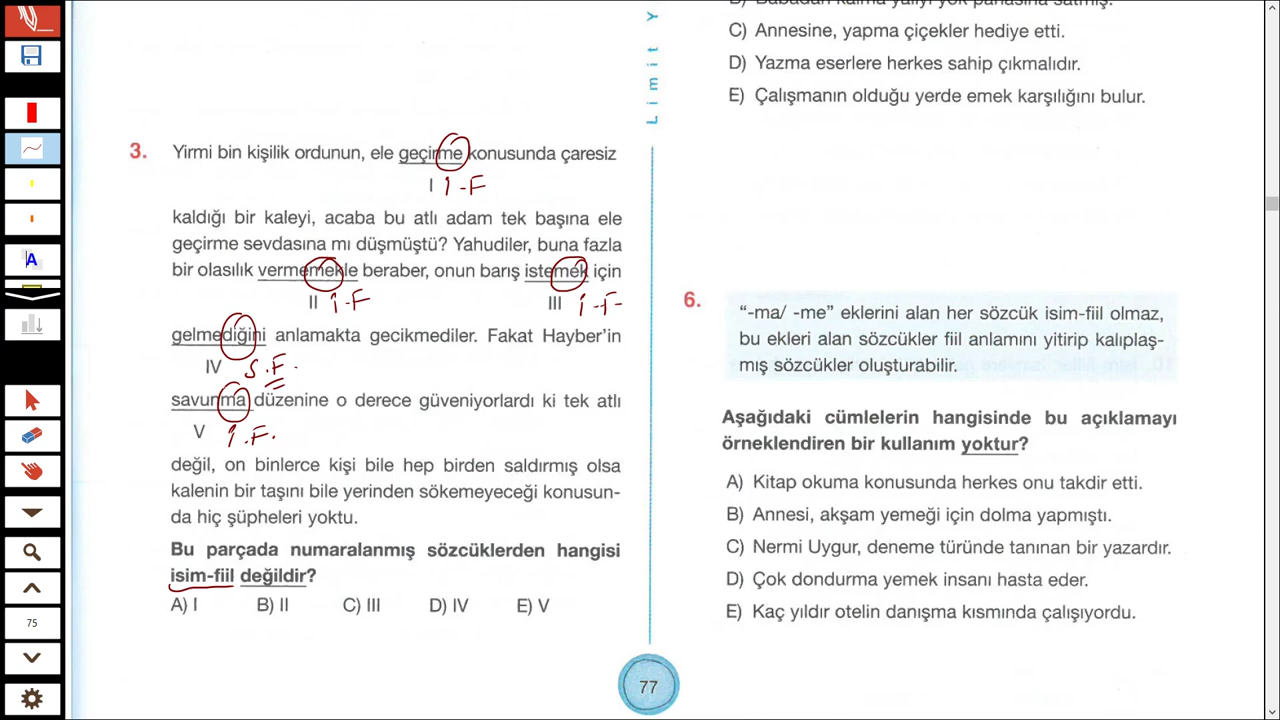 3. Yirmi bin kişilik ordunun, ele geçirme konusunda çaresiz
I i-F
kaldığı bir kaleyi, acaba bu atlı adam tek başına ele
geçirme sevdasına mı düşmüştü? Yahudiler, buna fazla
bir olasılık vermemekle beraber, onun barış istemek için
II i-F III i-F
gelmediğini anlamakta gecikmediler. Fakat Hayber'in
IV S.F.
savunma düzenine o derece güveniyorlardı ki tek atlı
V i.F.
değil, on binlerce kişi bile hep birden saldırmış olsa
kalenin bir taşını bile yerinden sökemeyeceği konusun-
da hiç şüpheleri yoktu.
Bu parçada numaralanmış sözcüklerden hangisi
isim-fiil değildir?
A) I B) II C) III D) IV E) V
Limit Y
77
B) Babadan kalma yalıyı yok pahasına satmış.
C) Annesine, yapma çiçekler hediye etti.
D) Yazma eserlere herkes sahip çıkmalıdır.
E) Çalışmanın olduğu yerde emek karşılığını bulur.
6. "-ma/ -me" eklerini alan her sözcük isim-fiil olmaz,
bu ekleri alan sözcükler fiil anlamını yitirip kalıplaş-
mış sözcükler oluşturabilir.
Aşağıdaki cümlelerin hangisinde bu açıklamayı
örneklendiren bir kullanım yoktur?
A) Kitap okuma konusunda herkes onu takdir etti.
B) Annesi, akşam yemeği için dolma yapmıştı.
C) Nermi Uygur, deneme türünde tanınan bir yazardır.
D) Çok dondurma yemek insanı hasta eder.
E) Kaç yıldır otelin danışma kısmında çalışıyordu.
A
75